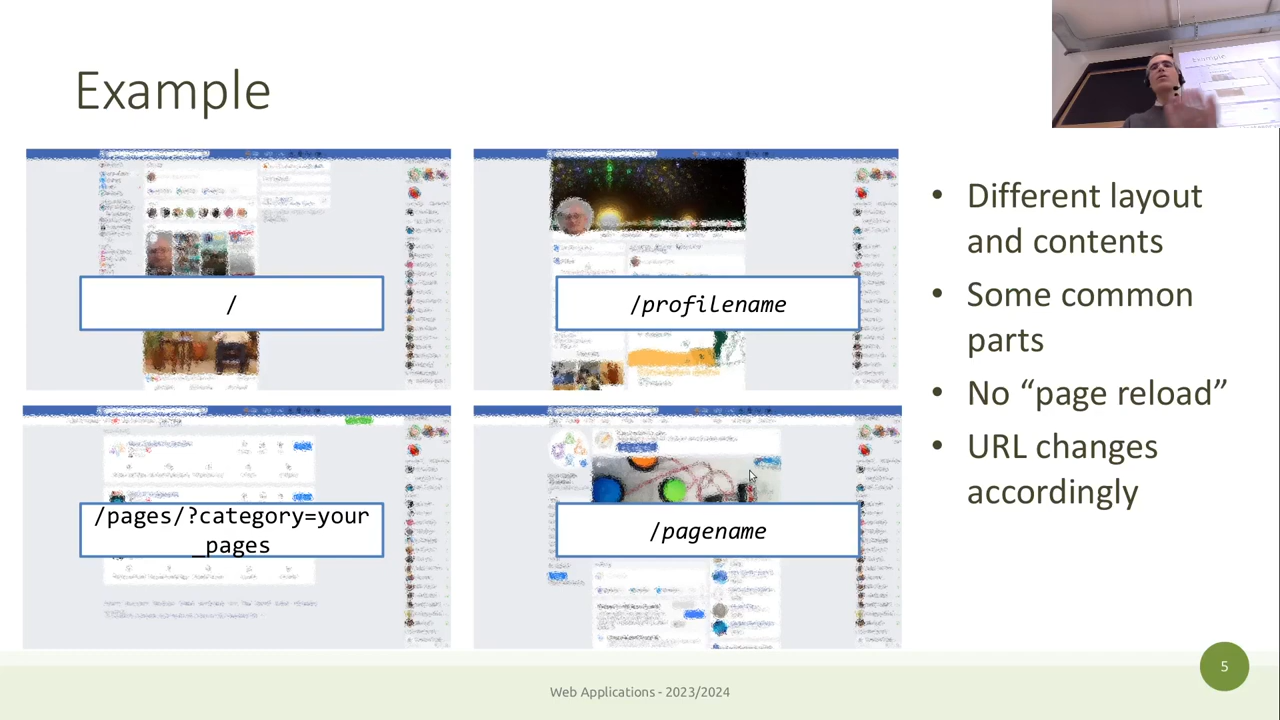 Example
/
/profilename
/pages/?category=your
_pages
/pagename
• Different layout
and contents
• Some common
parts
• No “page reload”
• URL changes
accordingly
Web Applications - 2023/2024
5